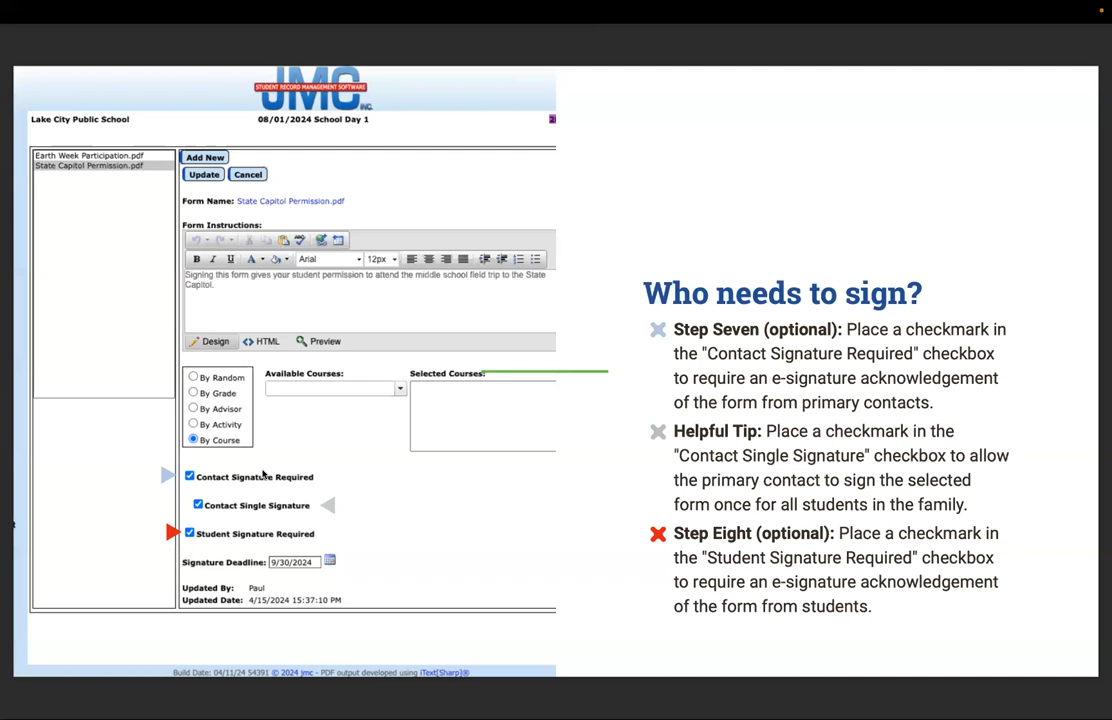 JMC
STUDENT RECORD MANAGEMENT SOFTWARE
INC.
Lake City Public School
08/01/2024 School Day 1
Earth Week Participation.pdf
State Capitol Permission.pdf
Add New
Update
Cancel
Form Name: State Capitol Permission.pdf
Form Instructions:
B I U A Arial 12px
Signing this form gives your student permission to attend the middle school field trip to the State
Capitol.
Design
HTML
Preview
By Random
By Grade
By Advisor
By Activity
By Course
Available Courses:
Selected Courses:
Contact Signature Required
Contact Single Signature
Student Signature Required
Signature Deadline: 9/30/2024
Updated By: Paul
Updated Date: 4/15/2024 15:37:10 PM
Build Date: 04/11/24 54391 © 2024 jmc - PDF output developed using iText[Sharp]®
Who needs to sign?
Step Seven (optional): Place a checkmark in
the "Contact Signature Required" checkbox
to require an e-signature acknowledgement
of the form from primary contacts.
Helpful Tip: Place a checkmark in the
"Contact Single Signature" checkbox to allow
the primary contact to sign the selected
form once for all students in the family.
Step Eight (optional): Place a checkmark in
the "Student Signature Required" checkbox
to require an e-signature acknowledgement
of the form from students.